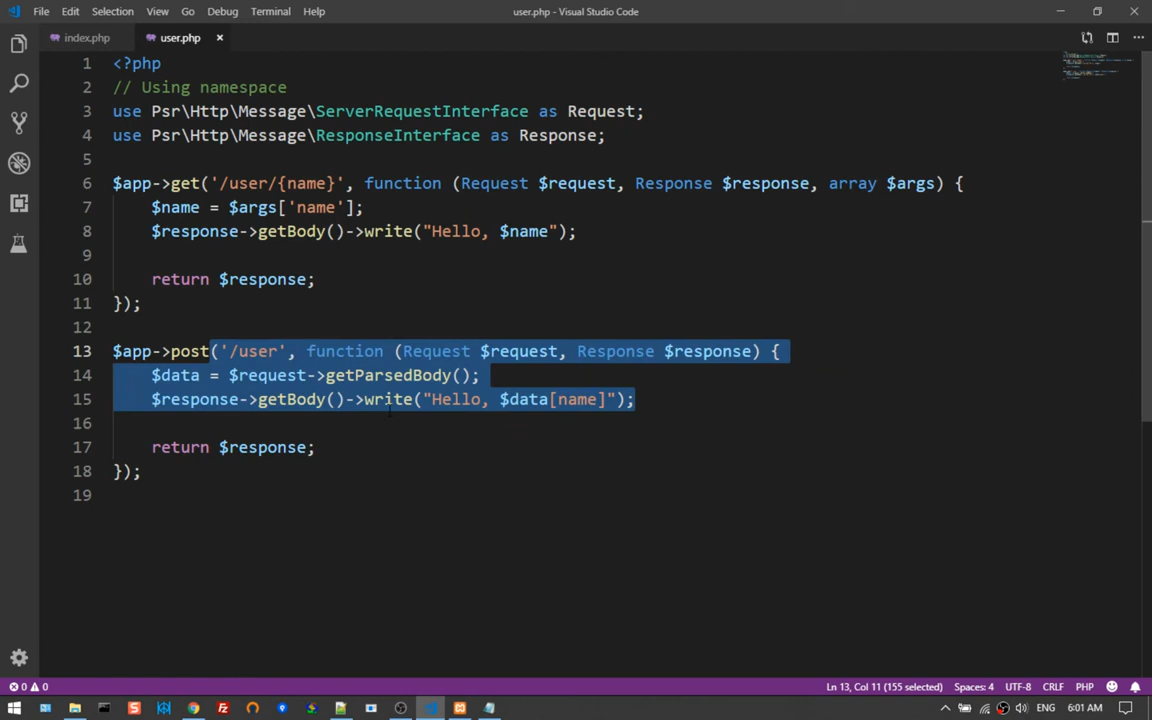 File Edit Selection View Go Debug Terminal Help user.php - Visual Studio Code
index.php user.php
1 <?php
2 // Using namespace
3 use Psr\Http\Message\ServerRequestInterface as Request;
4 use Psr\Http\Message\ResponseInterface as Response;
5
6 $app->get('/user/{name}', function (Request $request, Response $response, array $args) {
7 $name = $args['name'];
8 $response->getBody()->write("Hello, $name");
9
10 return $response;
11 });
12
13 $app->post('/user', function (Request $request, Response $response) {
14 $data = $request->getParsedBody();
15 $response->getBody()->write("Hello, $data[name]");
16
17 return $response;
18 });
19
0 0 Ln 13, Col 11 (155 selected) Spaces: 4 UTF-8 CRLF PHP
ENG 6:01 AM